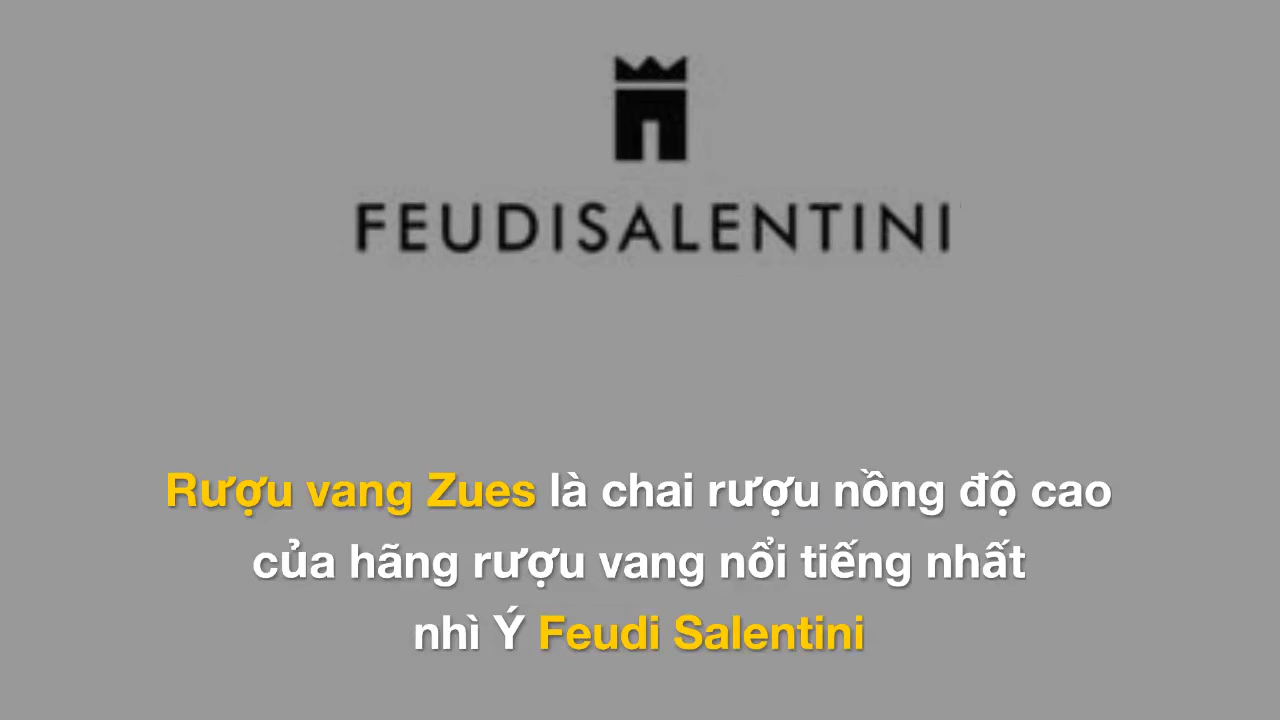 FEUDISALENTINI
Rượu vang Zues là chai rượu nồng độ cao
của hãng rượu vang nổi tiếng nhất
nhì Ý Feudi Salentini